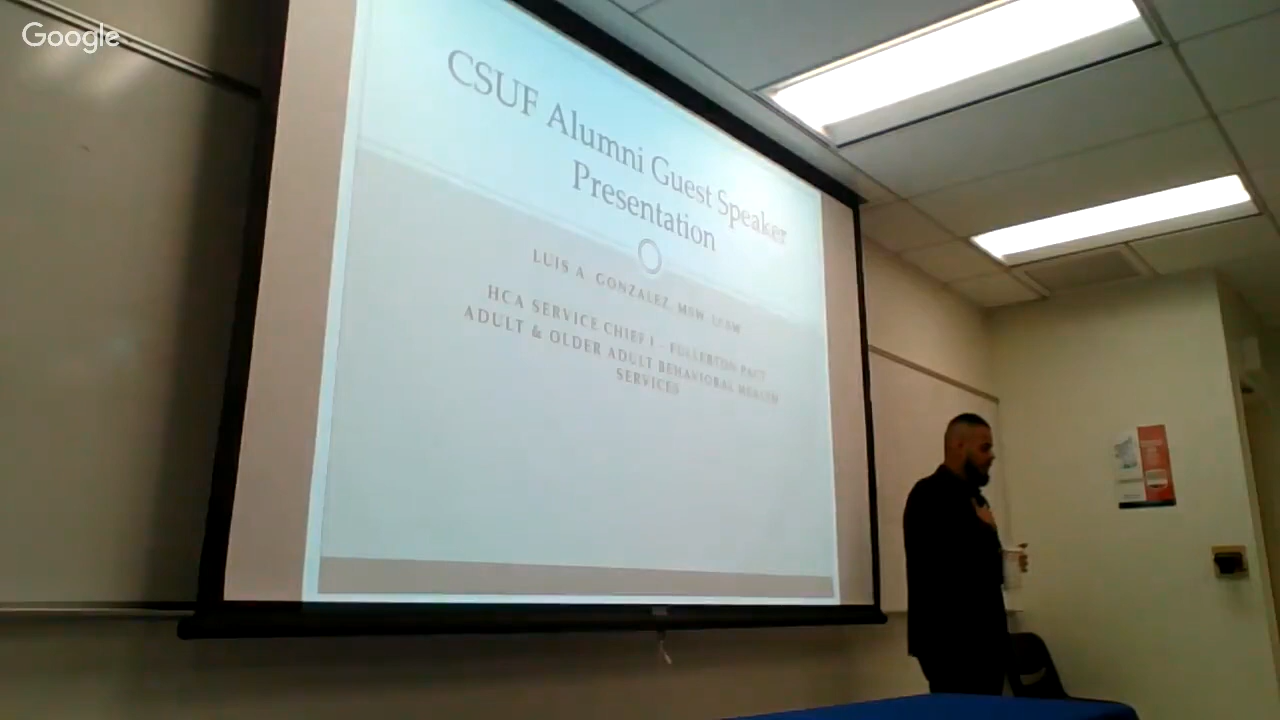 Google
CSUF Alumni Guest Speaker
Presentation
LUIS A. GONZALEZ, MSW, LCSW
HCA SERVICE CHIEF I – FULLERTON PACT
ADULT & OLDER ADULT BEHAVIORAL HEALTH
SERVICES